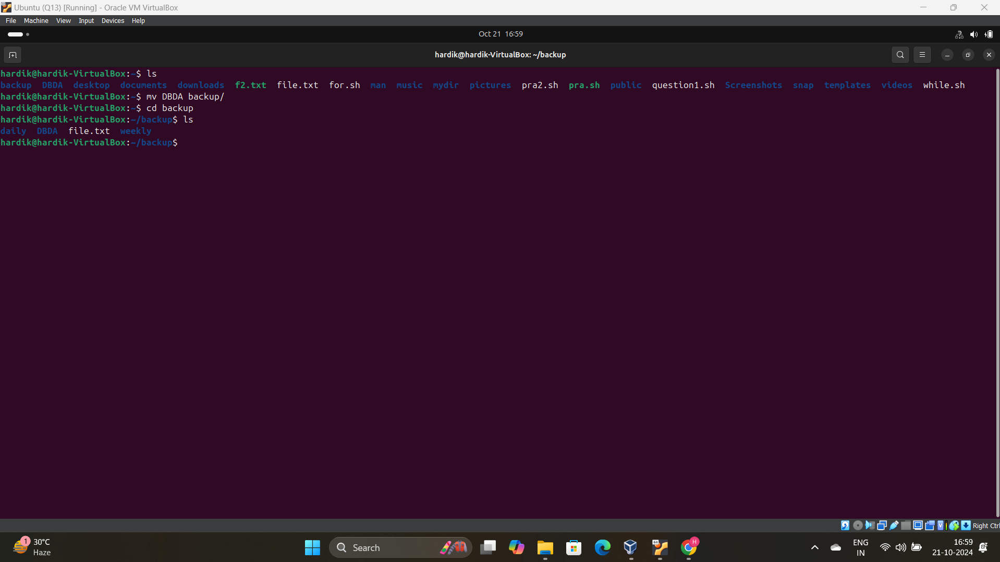 Ubuntu (Q13) [Running] - Oracle VM VirtualBox
File Machine View Input Devices Help
Oct 21 16:59
hardik@hardik-VirtualBox: ~/backup
hardik@hardik-VirtualBox:~$ ls
backup DBDA desktop documents downloads f2.txt file.txt for.sh man music mydir pictures pra2.sh pra.sh public question1.sh Screenshots snap templates videos while.sh
hardik@hardik-VirtualBox:~$ mv DBDA backup/
hardik@hardik-VirtualBox:~$ cd backup
hardik@hardik-VirtualBox:~/backup$ ls
daily DBDA file.txt weekly
hardik@hardik-VirtualBox:~/backup$
Right Ctrl
1
30°C
Haze
Search
64
H
ENG
IN
16:59
21-10-2024